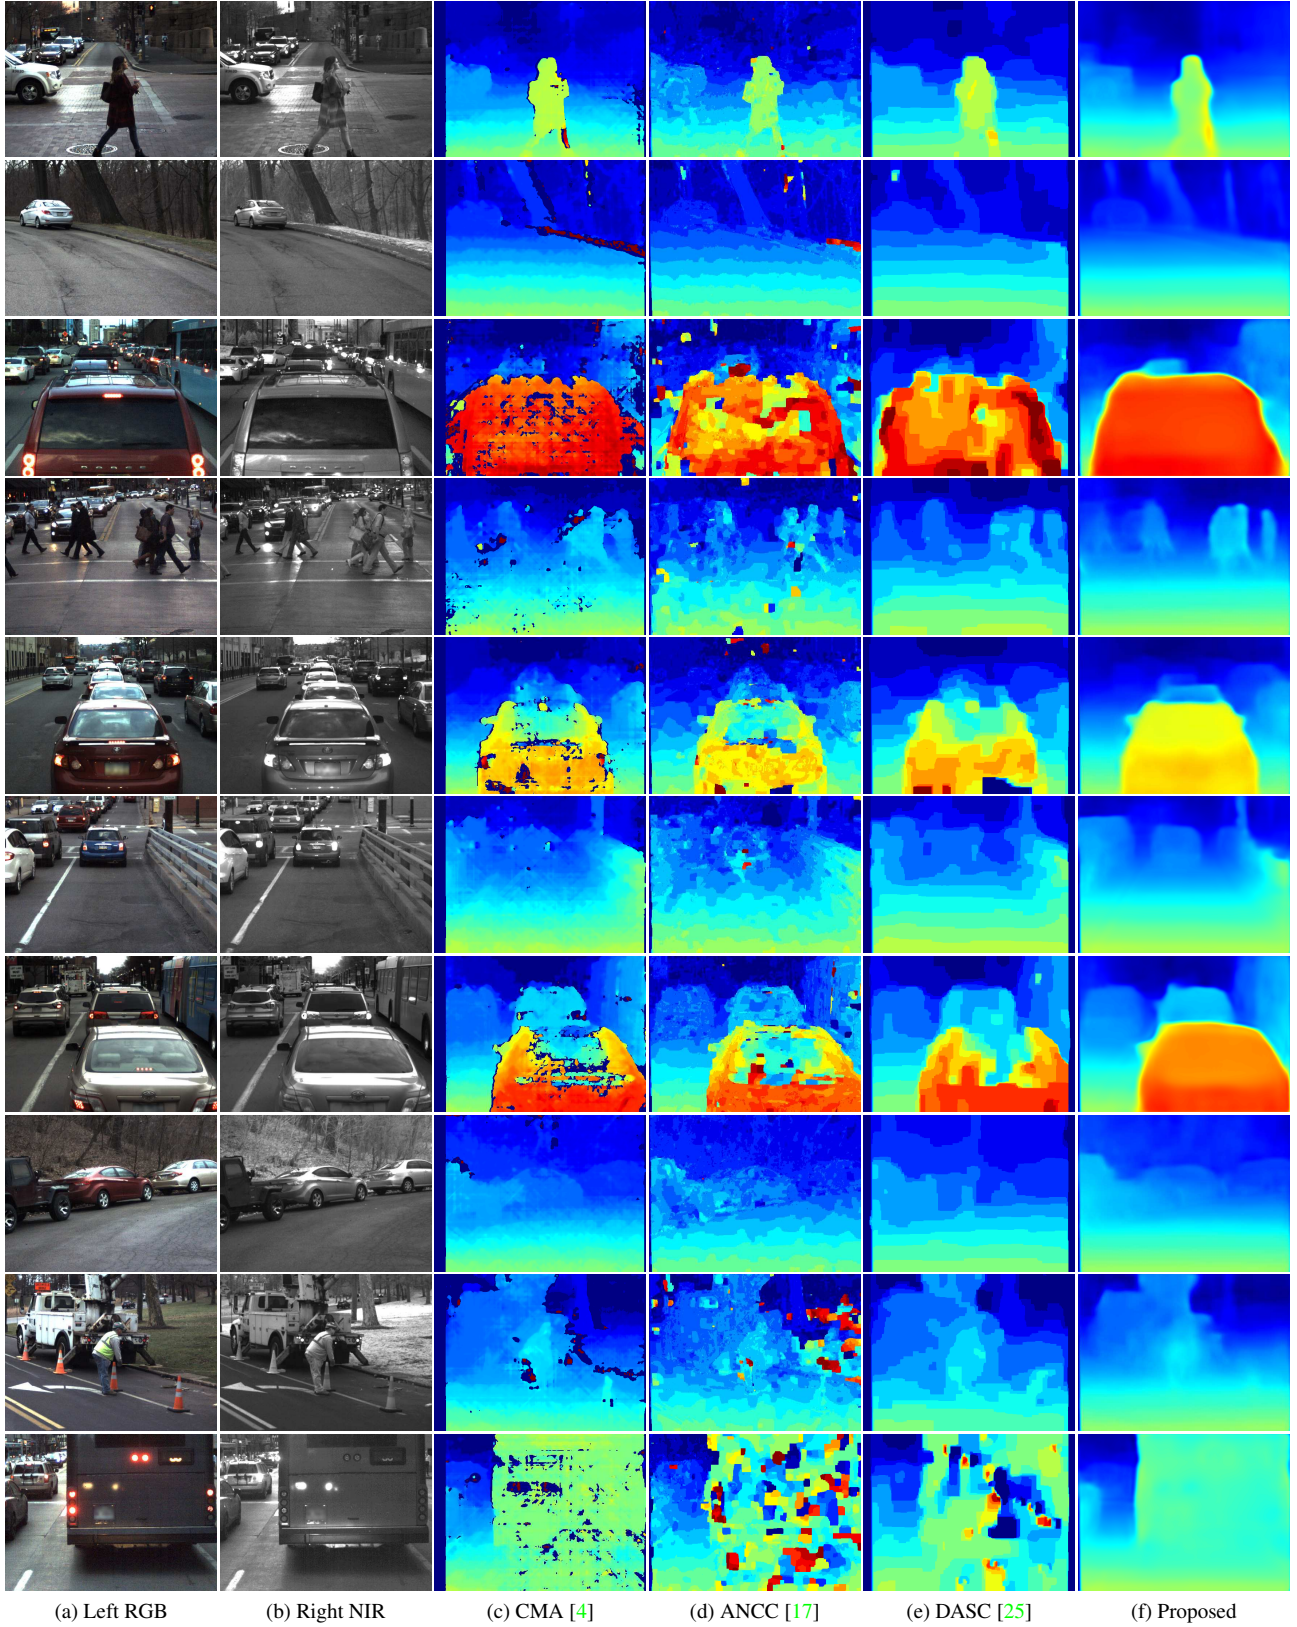 (a) Left RGB
(b) Right NIR
(c) CMA [4]
(d) ANCC [17]
(e) DASC [25]
(f) Proposed